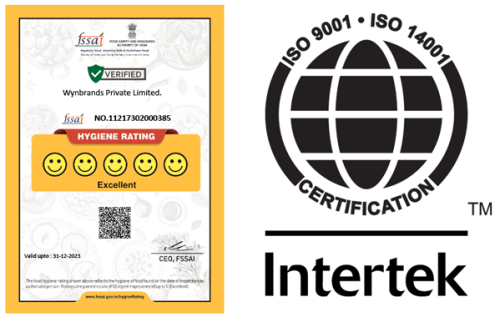 fssai
FOOD SAFETY AND STANDARDS
AUTHORITY OF INDIA
VERIFIED
Wynbrands Private Limited.
fssai NO.11217302000385
HYGIENE RATING
Excellent
Valid upto : 31-12-2023
CEO, FSSAI
www.fssai.gov.in/hygieneRating
ISO 9001 • ISO 14001
CERTIFICATION
TM
Intertek